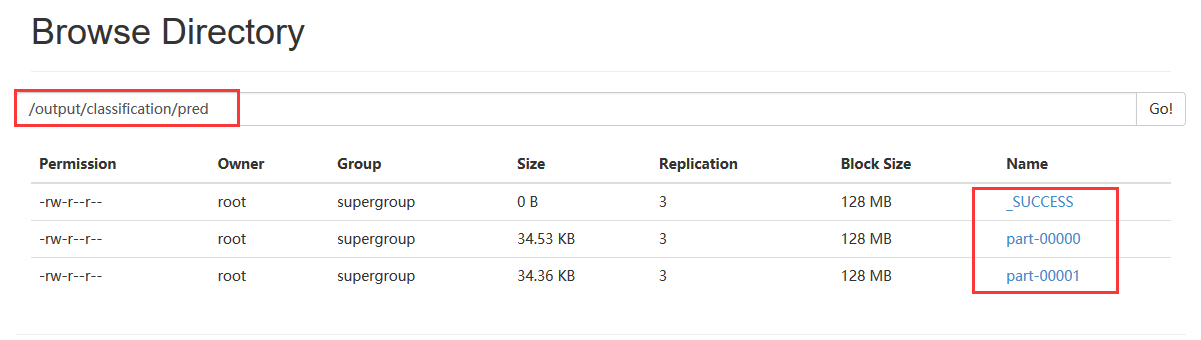 Browse Directory
/output/classification/pred Go!
Permission Owner Group Size Replication Block Size Name
-rw-r--r-- root supergroup 0 B 3 128 MB _SUCCESS
-rw-r--r-- root supergroup 34.53 KB 3 128 MB part-00000
-rw-r--r-- root supergroup 34.36 KB 3 128 MB part-00001